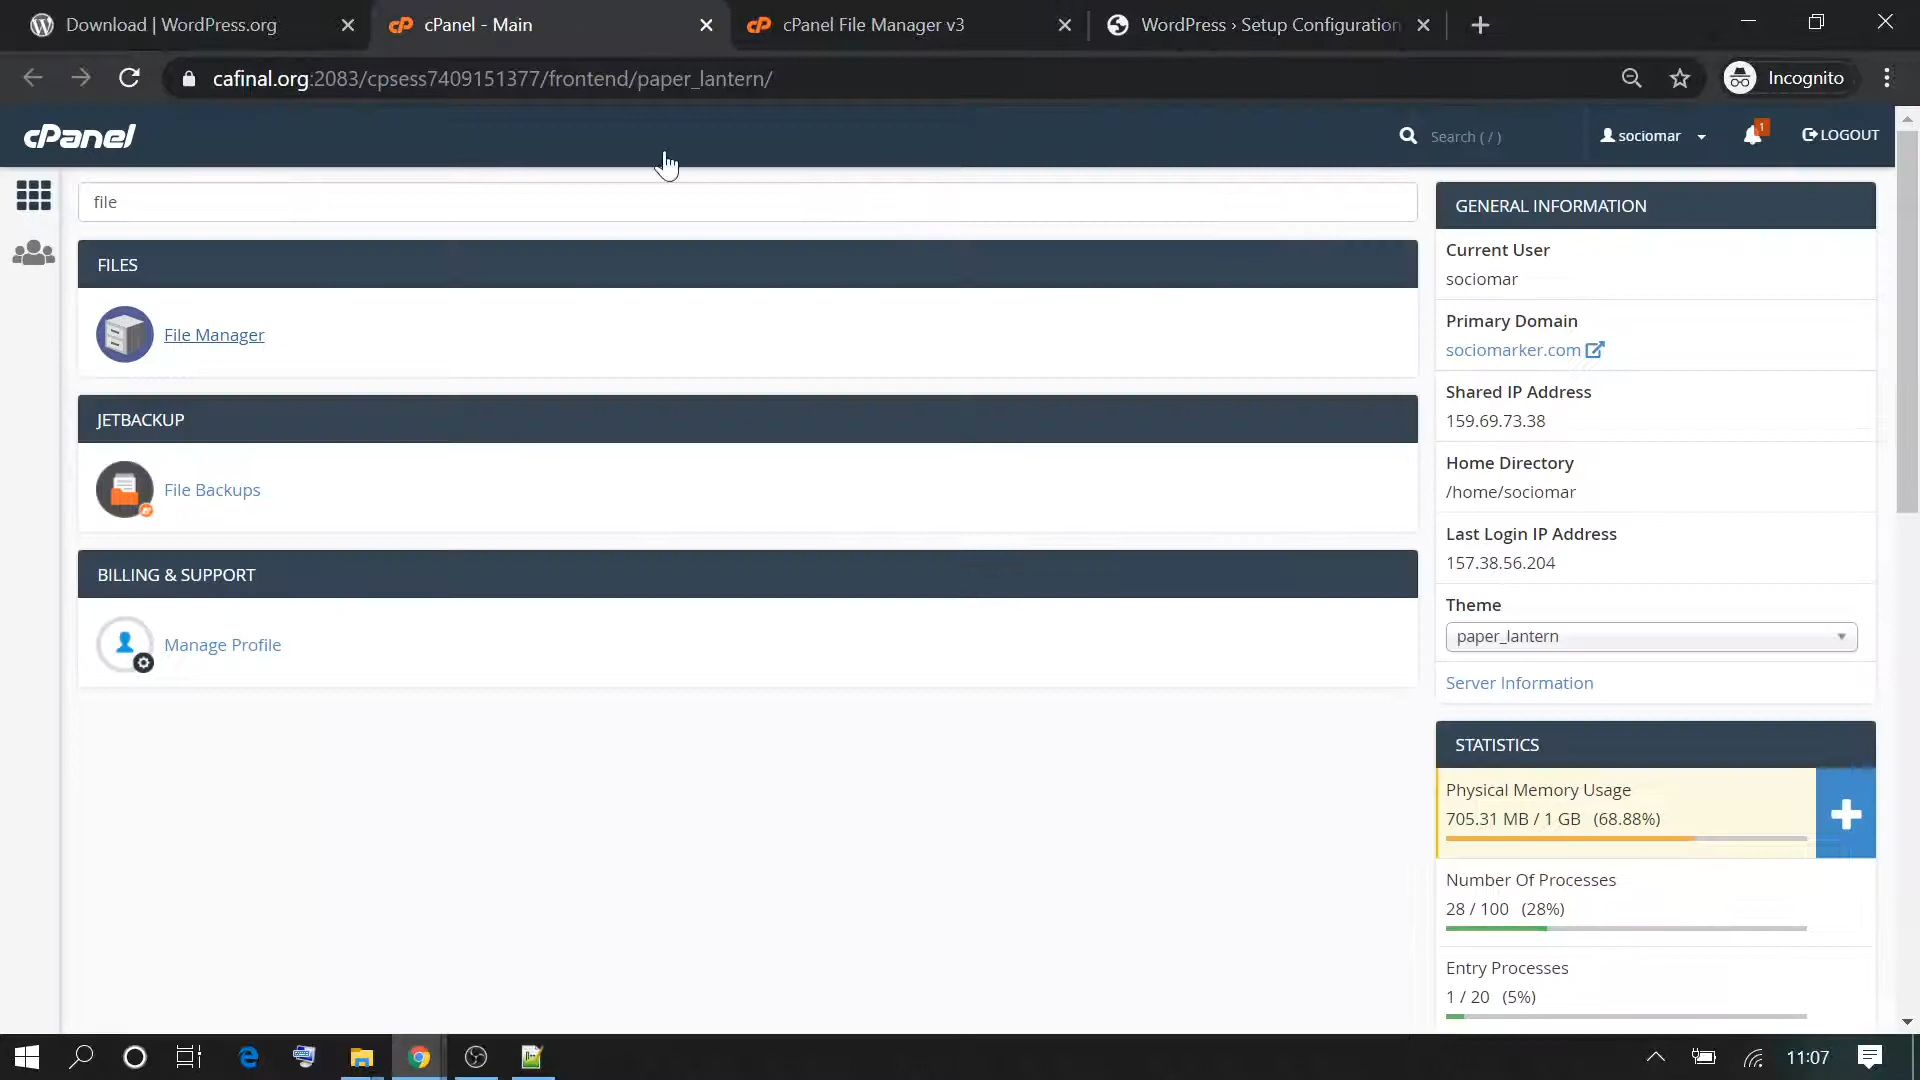 Download | WordPress.org
cPanel - Main
cPanel File Manager v3
WordPress › Setup Configuration
cafinal.org:2083/cpsess7409151377/frontend/paper_lantern/
Incognito
cPanel
Search ( / )
sociomar
1
LOGOUT
file
FILES
File Manager
JETBACKUP
File Backups
BILLING & SUPPORT
Manage Profile
GENERAL INFORMATION
Current User
sociomar
Primary Domain
sociomarker.com
Shared IP Address
159.69.73.38
Home Directory
/home/sociomar
Last Login IP Address
157.38.56.204
Theme
paper_lantern
Server Information
STATISTICS
Physical Memory Usage
705.31 MB / 1 GB (68.88%)
Number Of Processes
28 / 100 (28%)
Entry Processes
1 / 20 (5%)
11:07